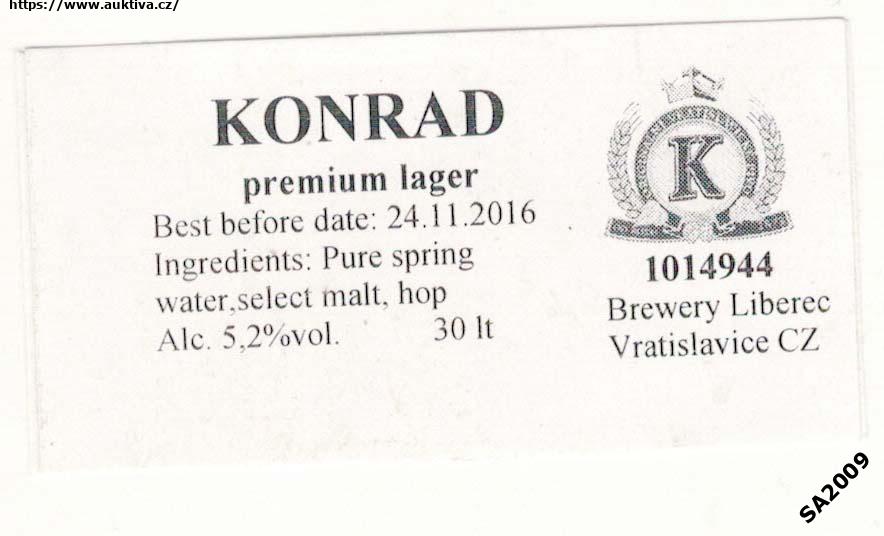 https://www.auktiva.cz/
KONRAD
premium lager
Best before date: 24.11.2016
Ingredients: Pure spring
water,select malt, hop
Alc. 5,2%vol. 30 lt
K
1014944
Brewery Liberec
Vratislavice CZ
SA2009